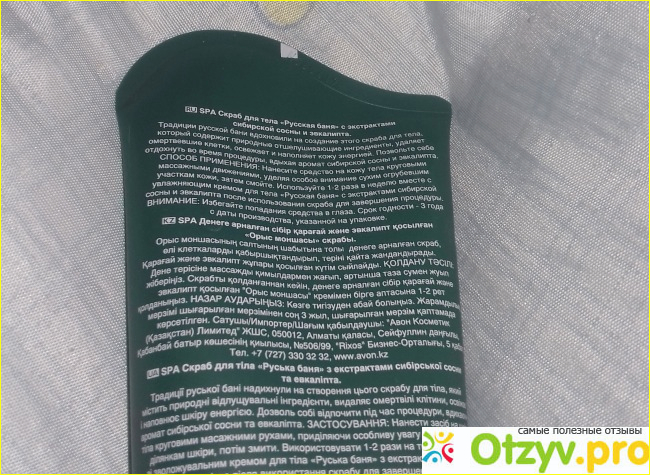 RU SPA Скраб для тела «Русская баня» с экстрактами
сибирской сосны и эвкалипта.
Традиции русской бани вдохновили на создание этого скраба для тела,
который содержит природные отшелушивающие ингредиенты, удаляет
омертвевшие клетки, освежает и наполняет кожу энергией. Позвольте себе
отдохнуть во время процедуры, вдыхая аромат сибирской сосны и эвкалипта.
СПОСОБ ПРИМЕНЕНИЯ: Нанесите средство на кожу тела круговыми
массажными движениями, уделяя особое внимание сухим огрубевшим
участкам кожи, затем смойте. Используйте 1-2 раза в неделю вместе с
увлажняющим кремом для тела «Русская баня» с экстрактами сибирской
сосны и эвкалипта после использования скраба для завершения процедуры.
ВНИМАНИЕ: Избегайте попадания средства в глаза. Срок годности - 3 года
с даты производства, указанной на упаковке.
KZ SPA Денеге арналған сібір қарағай және эвкалипт қосылған
«Орыс моншасы» скрабы.
Орыс моншасының салтының шабытына толы денеге арналған скраб,
өлі клеткаларды қабыршықтандырып, теріні қайта жандандырады.
Қарағай және эвкалипт жұпары қосылған күтім сыйлайды. ҚОЛДАНУ ТӘСІЛІ:
Дене терісіне массажды қимылдармен жағып, артынша таза сумен жуып
жіберіңіз. Скрабты қолданғаннан кейін, денеге арналған сібір қарағай және
эвкалипт қосылған "Орыс моншасы" кремімен бірге аптасына 1-2 рет
қолданыңыз. НАЗАР АУДАРЫҢЫЗ: Көзге тигізуден абай болыңыз. Жарамдылық
мерзімі шығарылған мерзімінен соң 3 жыл, шығарылған мерзім қаптамада
көрсетілген. Сатушы/Импортер/Шағым қабылдаушы: "Авон Косметик
(Қазақстан) Лимитед" ЖШС, 050012, Алматы қаласы, Сейфуллин даңғылы,
Қабанбай батыр көшесінің қиылысы, №506/99, "Rixos" Бизнес-Орталығы, 5 қабат
Тел. +7 (727) 330 32 32, www.avon.kz
UA SPA Скраб для тіла «Руська баня» з екстрактами сибірської сосни
та евкаліпта.
Традиції руської бані надихнули на створення цього скрабу для тіла, який
містить природні відлущувальні інгредієнти, видаляє омертвілі клітини,
і наповнює шкіру енергією. Дозволь собі відпочити під час процедури,
аромат сибірської сосни та евкаліпта. ЗАСТОСУВАННЯ: Нанести засіб на
тіла круговими масажними рухами, приділяючи особливу увагу
ділянкам шкіри, потім змити. Використовувати 1-2 рази на
зволожувальним кремом для тіла «Руська баня» з екстрактами
використання скрабу для завершення
самые полезные отзывы
Otzyv.pro